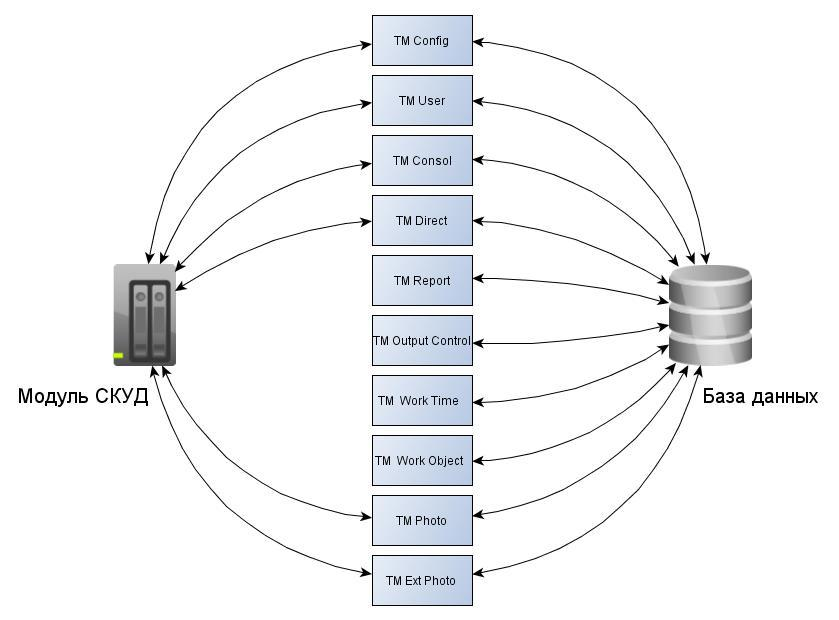 TM Config
TM User
TM Consol
TM Direct
TM Report
TM Output Control
TM Work Time
TM Work Object
TM Photo
TM Ext Photo
Модуль СКУД
База данных